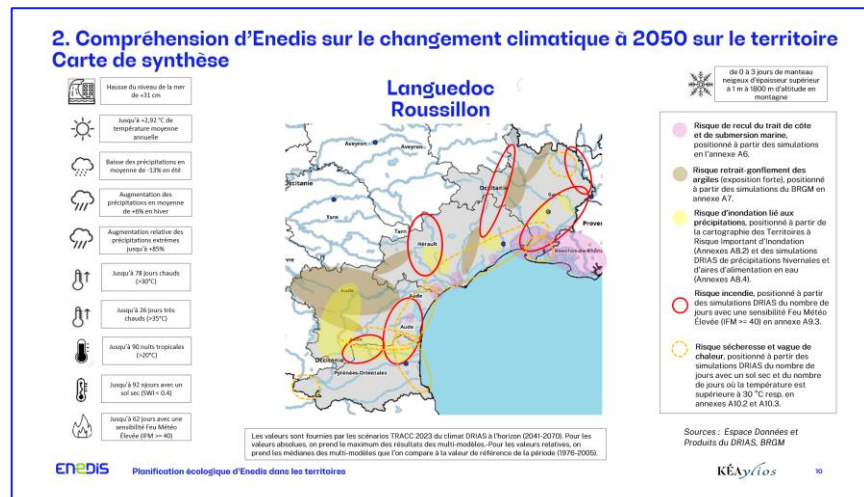 2. Compréhension d'Enedis sur le changement climatique à 2050 sur le territoire
Carte de synthèse
Hausse du niveau de la mer
de +31 cm
Jusqu'à +2,92 °C de
température moyenne
annuelle
Baisse des précipitations en
moyenne de -13% en été
Augmentation des
précipitations en moyenne
de +6% en hiver
Augmentation relative des
précipitations extrêmes
jusqu'à +85%
Jusqu'à 78 jours chauds
(>30°C)
Jusqu'à 26 jours très
chauds (>35°C)
Jusqu'à 90 nuits tropicales
(>20°C)
Jusqu'à 92 njours avec un
sol sec (SWI < 0.4)
Jusqu'à 62 jours avec une
sensibilité Feu Météo
Élevée (IFM >= 40)
Languedoc
Roussillon
Aveyron
Aveyron
Occitanie
Occitanie
Tarn
Tarn
Hérault
Gard
Proven
Bouches-du-Rhône
Aude
Aude
Aude
Occitanie
Pyrénées-Orientales
Les valeurs sont fournies par les scénarios TRACC 2023 du climat DRIAS à l'horizon (2041-2070). Pour les
valeurs absolues, on prend le maximum des résultats des multi-modèles.-Pour les valeurs relatives, on
prend les médianes des multi-modèles que l'on compare à la valeur de référence de la période (1976-2005).
de 0 à 3 jours de manteau
neigeux d'épaisseur supérieur
à 1 m à 1800 m d'altitude en
montagne
Risque de recul du trait de côte
et de submersion marine,
positionné à partir des simulations
en l'annexe A6.
Risque retrait-gonflement des
argiles (exposition forte), positionné
à partir des simulations du BRGM en
annexe A7.
Risque d'inondation lié aux
précipitations, positionné à partir de
la cartographie des Territoires à
Risque Important d'Inondation
(Annexes A8.2) et des simulations
DRIAS de précipitations hivernales et
d'aires d'alimentation en eau
(Annexes A8.4).
Risque incendie, positionné à partir
des simulations DRIAS du nombre de
jours avec une sensibilité Feu Météo
Élevée (IFM >= 40) en annexe A9.3.
Risque sécheresse et vague de
chaleur, positionné à partir des
simulations DRIAS du nombre de
jours avec un sol sec et du nombre
de jours où la température est
supérieure à 30 °C resp. en
annexes A10.2 et A10.3.
Sources : Espace Données et
Produits du DRIAS, BRGM
ENEDIS
Planification écologique d'Enedis dans les territoires
KÉAylios
10